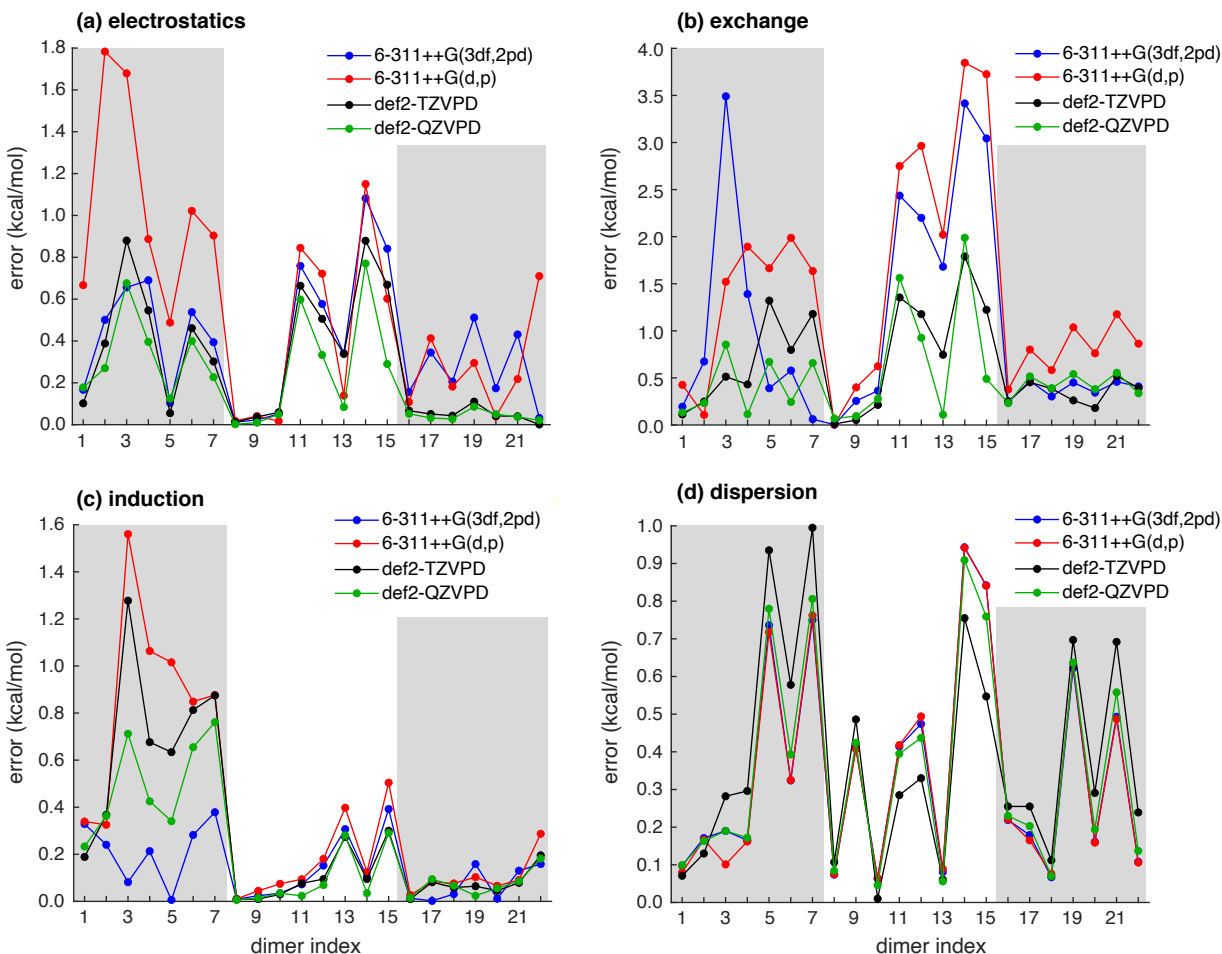 (a) electrostatics
1.8
1.6
1.4
1.2
1.0
0.8
0.6
0.4
0.2
0.0
error (kcal/mol)
6-311++G(3df,2pd)
6-311++G(d,p)
def2-TZVPD
def2-QZVPD
1 3 5 7 9 11 13 15 17 19 21
(b) exchange
4.0
3.5
3.0
2.5
2.0
1.5
1.0
0.5
0.0
error (kcal/mol)
6-311++G(3df,2pd)
6-311++G(d,p)
def2-TZVPD
def2-QZVPD
1 3 5 7 9 11 13 15 17 19 21
(c) induction
1.6
1.4
1.2
1.0
0.8
0.6
0.4
0.2
0.0
error (kcal/mol)
6-311++G(3df,2pd)
6-311++G(d,p)
def2-TZVPD
def2-QZVPD
1 3 5 7 9 11 13 15 17 19 21
dimer index
(d) dispersion
1.0
0.9
0.8
0.7
0.6
0.5
0.4
0.3
0.2
0.1
0.0
error (kcal/mol)
6-311++G(3df,2pd)
6-311++G(d,p)
def2-TZVPD
def2-QZVPD
1 3 5 7 9 11 13 15 17 19 21
dimer index